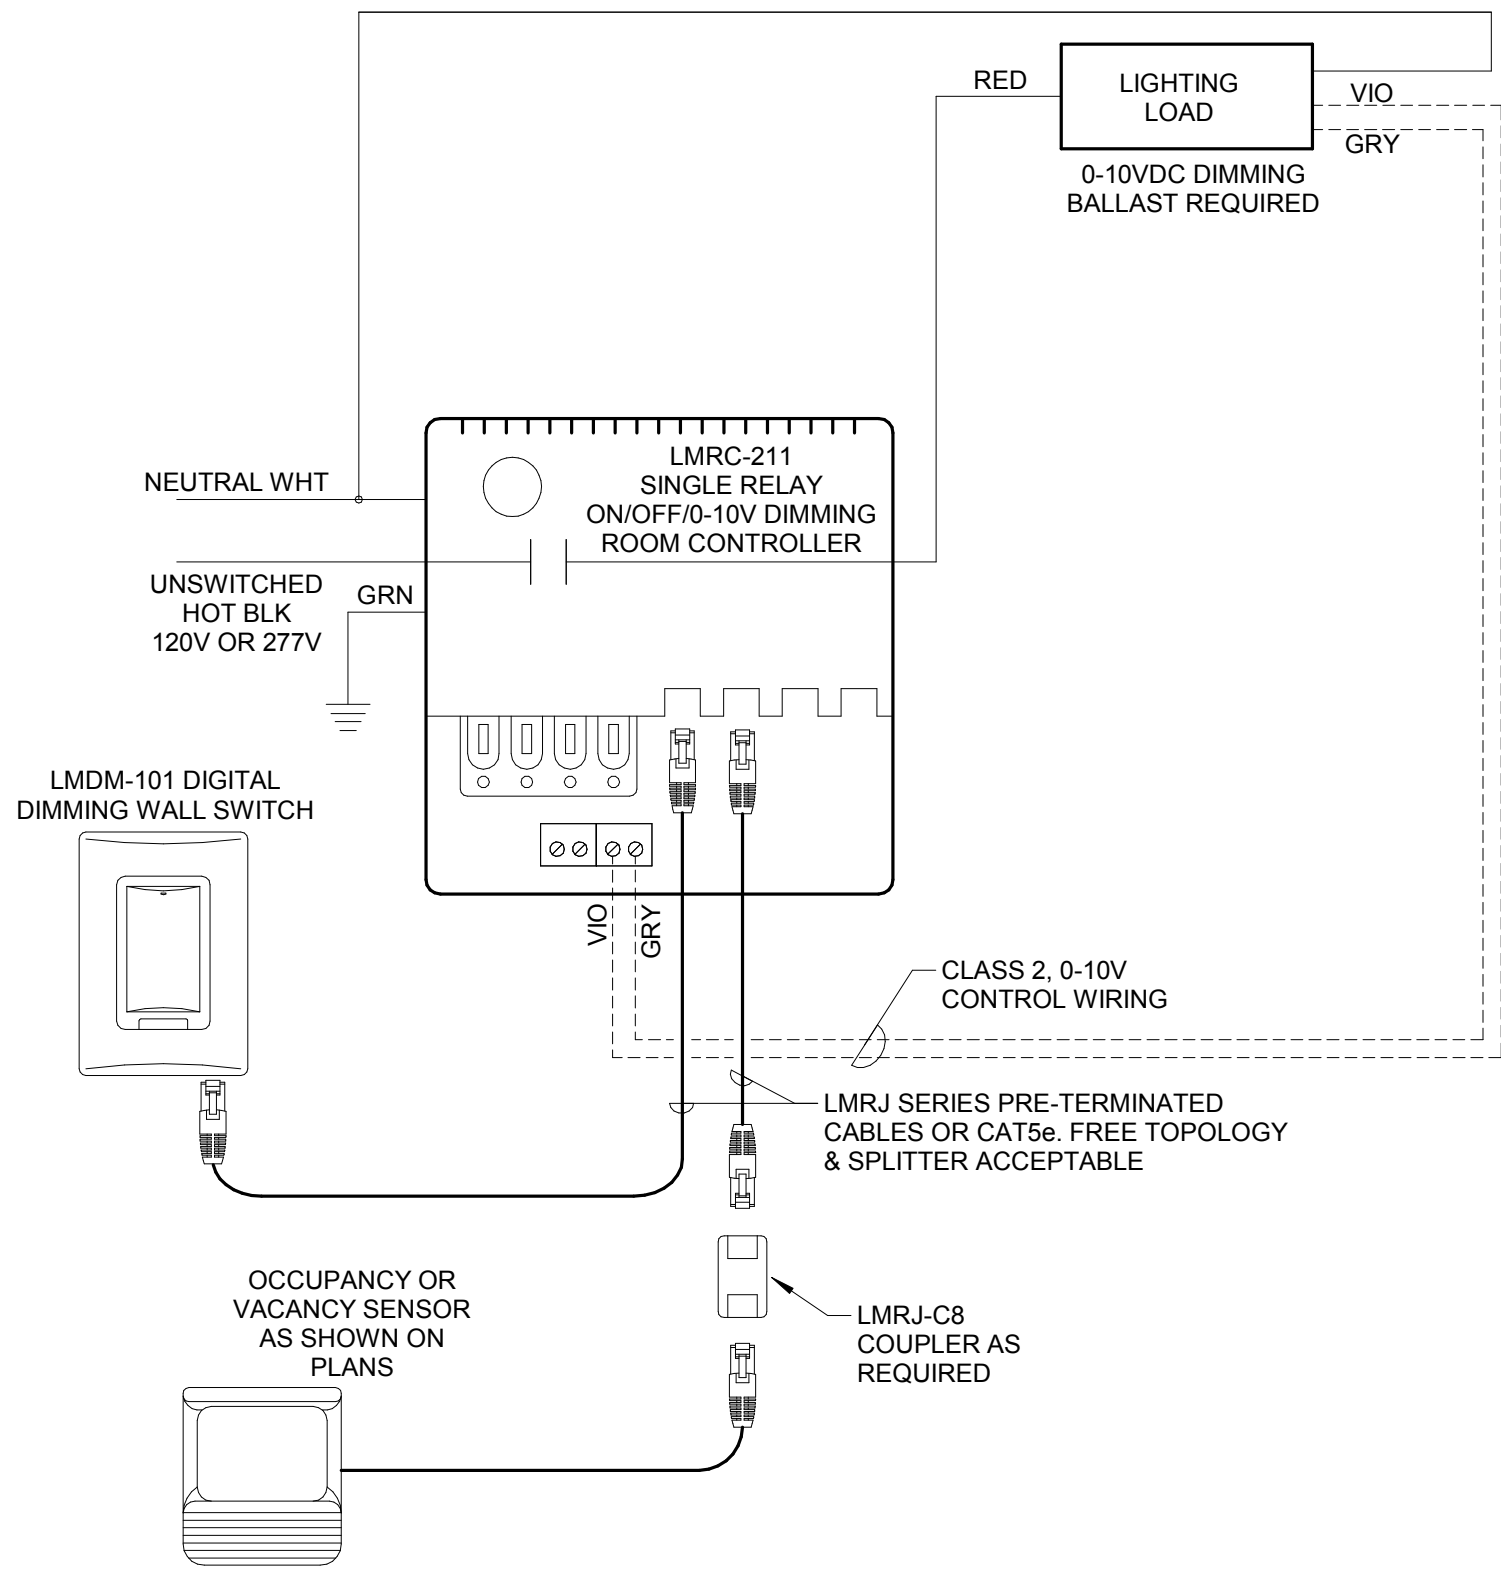 RED
LIGHTING
LOAD
VIO
GRY
0-10VDC DIMMING
BALLAST REQUIRED
NEUTRAL WHT
LMRC-211
SINGLE RELAY
ON/OFF/0-10V DIMMING
ROOM CONTROLLER
UNSWITCHED
HOT BLK
120V OR 277V
GRN
LMDM-101 DIGITAL
DIMMING WALL SWITCH
VIO
GRY
CLASS 2, 0-10V
CONTROL WIRING
LMRJ SERIES PRE-TERMINATED
CABLES OR CAT5e. FREE TOPOLOGY
& SPLITTER ACCEPTABLE
OCCUPANCY OR
VACANCY SENSOR
AS SHOWN ON
PLANS
LMRJ-C8
COUPLER AS
REQUIRED